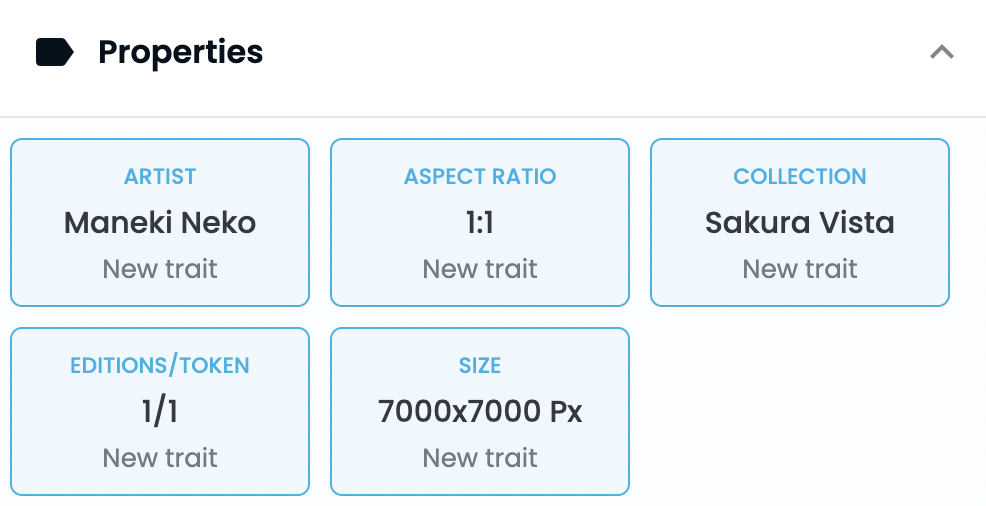 Properties
ARTIST
Maneki Neko
New trait
ASPECT RATIO
1:1
New trait
COLLECTION
Sakura Vista
New trait
EDITIONS/TOKEN
1/1
New trait
SIZE
7000x7000 Px
New trait